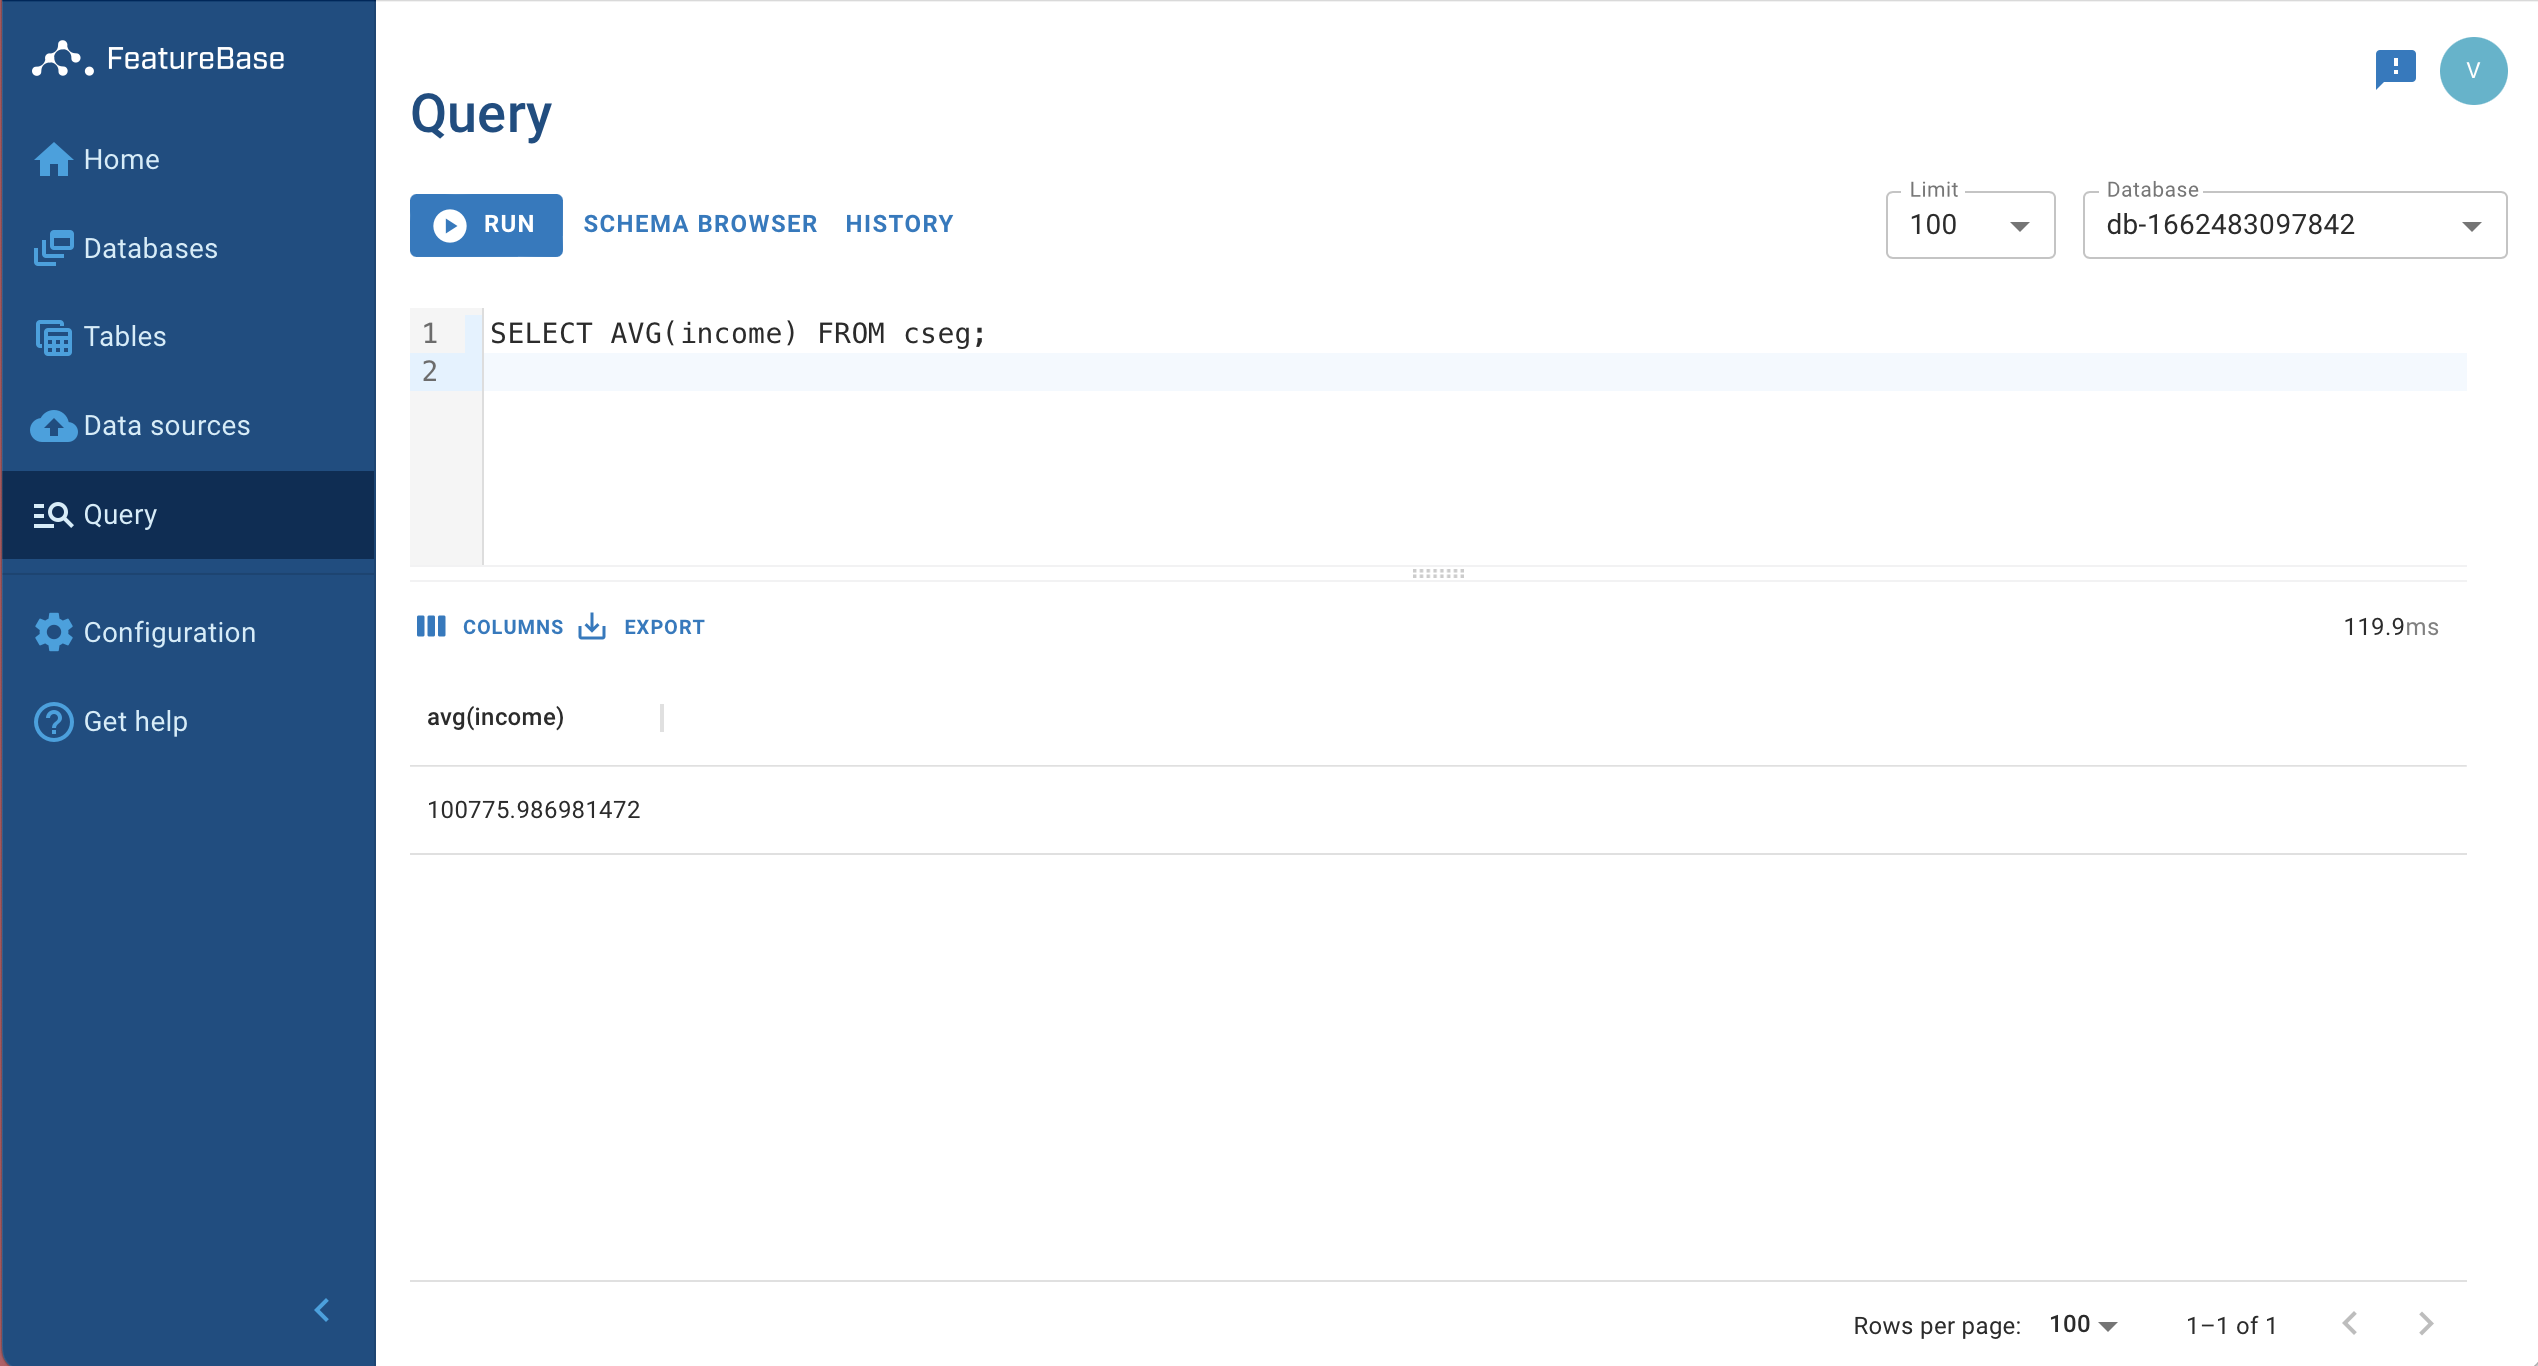 FeatureBase
Home
Databases
Tables
Data sources
Query
Configuration
Get help
V
Query
RUN
SCHEMA BROWSER
HISTORY
Limit
100
Database
db-1662483097842
1 SELECT AVG(income) FROM cseg;
2
COLUMNS
EXPORT
119.9ms
avg(income)
100775.986981472
Rows per page: 100
1–1 of 1